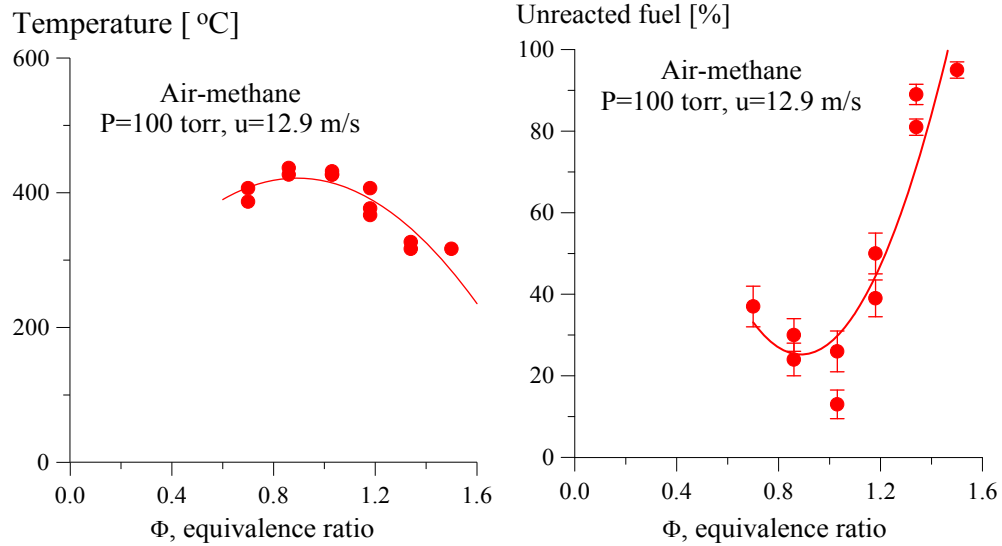 Temperature [ °C]
600
400
200
0
Air-methane
P=100 torr, u=12.9 m/s
0.0 0.4 0.8 1.2 1.6
Φ, equivalence ratio
Unreacted fuel [%]
100
80
60
40
20
0
Air-methane
P=100 torr, u=12.9 m/s
0.0 0.4 0.8 1.2 1.6
Φ, equivalence ratio